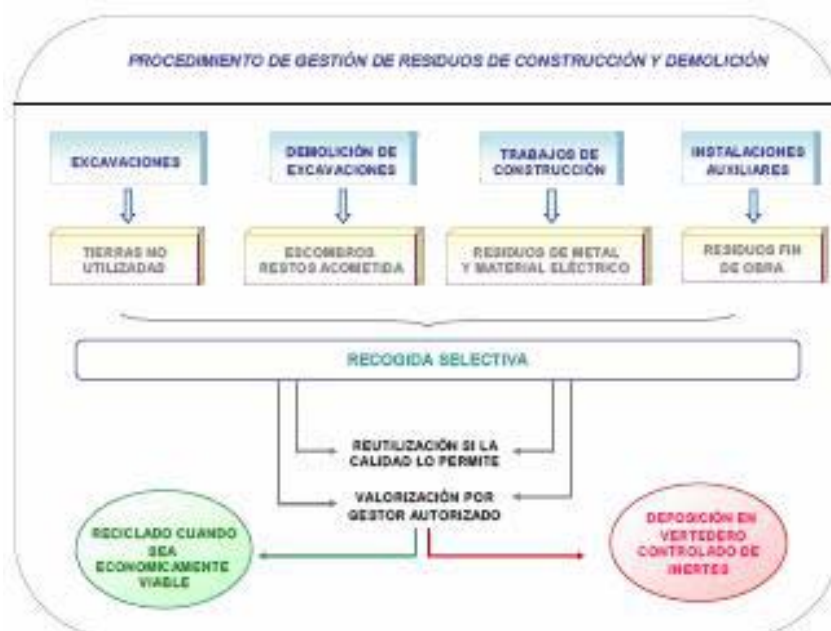 PROCEDIMIENTO DE GESTIÓN DE RESIDUOS DE CONSTRUCCIÓN Y DEMOLICIÓN
EXCAVACIONES
DEMOLICIÓN DE
EXCAVACIONES
TRABAJOS DE
CONSTRUCCIÓN
INSTALACIONES
AUXILIARES
TIERRAS NO
UTILIZADAS
ESCOMBROS
RESTOS ACOMETIDA
RESIDUOS DE METAL
Y MATERIAL ELÉCTRICO
RESIDUOS FIN
DE OBRA
RECOGIDA SELECTIVA
REUTILIZACIÓN SI LA
CALIDAD LO PERMITE
VALORIZACIÓN POR
GESTOR AUTORIZADO
RECICLADO CUANDO
SEA
ECONOMICAMENTE
VIABLE
DEPOSICIÓN EN
VERTEDERO
CONTROLADO DE
INERTES